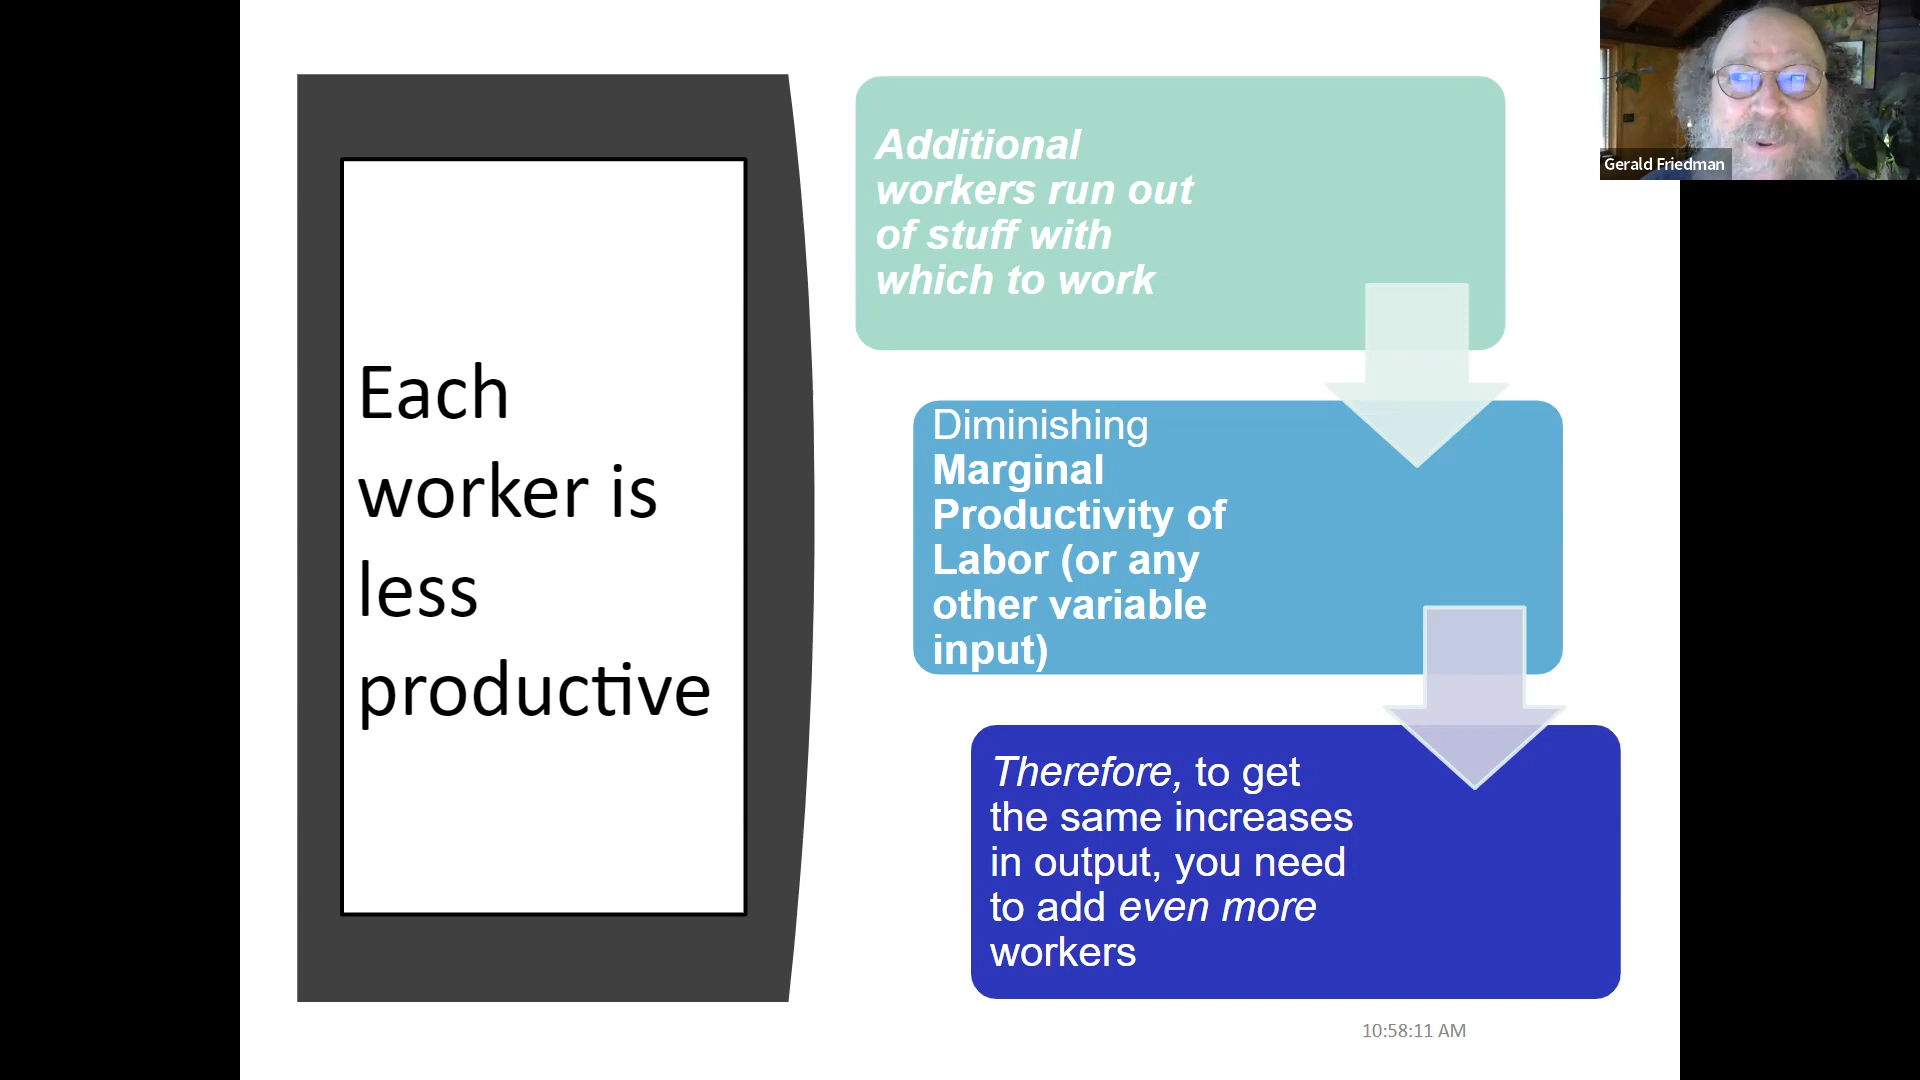 Each
worker is
less
productive
Additional
workers run out
of stuff with
which to work
Diminishing
Marginal
Productivity of
Labor (or any
other variable
input)
Therefore, to get
the same increases
in output, you need
to add even more
workers
10:58:11 AM
Gerald Friedman